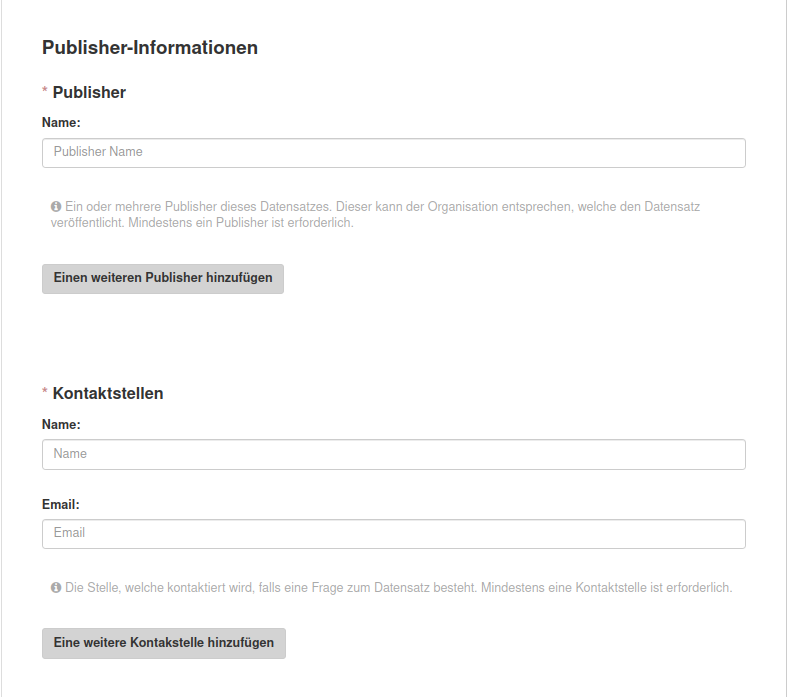 Publisher-Informationen
* Publisher
Name:
Publisher Name
Ein oder mehrere Publisher dieses Datensatzes. Dieser kann der Organisation entsprechen, welche den Datensatz
veröffentlicht. Mindestens ein Publisher ist erforderlich.
Einen weiteren Publisher hinzufügen
* Kontaktstellen
Name:
Name
Email:
Email
Die Stelle, welche kontaktiert wird, falls eine Frage zum Datensatz besteht. Mindestens eine Kontaktstelle ist erforderlich.
Eine weitere Kontakstelle hinzufügen